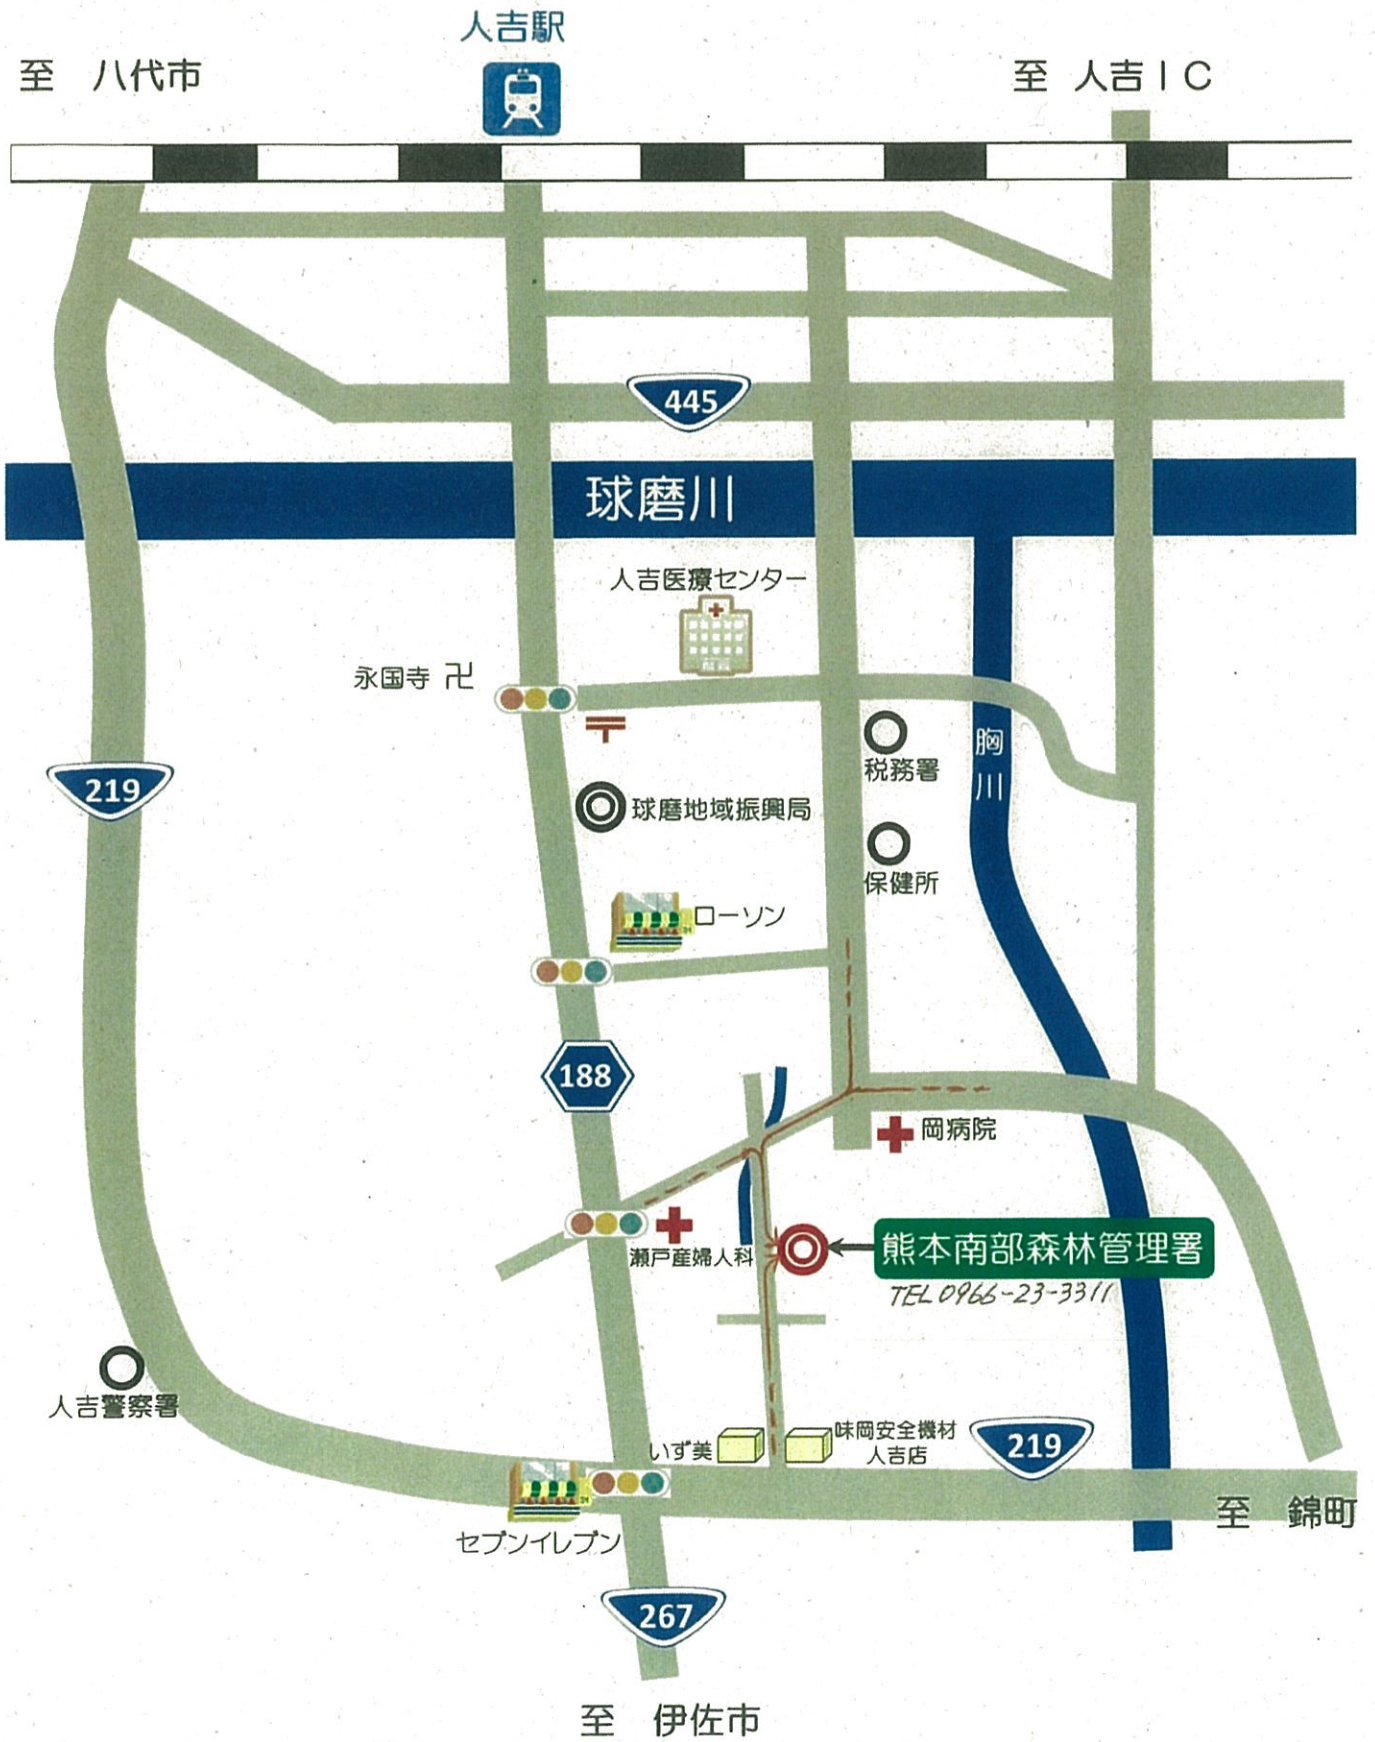 人吉駅
至 八代市
至 人吉IC
445
球磨川
人吉医療センター
永国寺 卍
219
胸川
税務署
球磨地域振興局
保健所
ローソン
188
岡病院
瀬戸産婦人科
熊本南部森林管理署
TEL 0966-23-3311
人吉警察署
いず美
味岡安全機材
人吉店
219
至 錦町
セブンイレブン
267
至 伊佐市